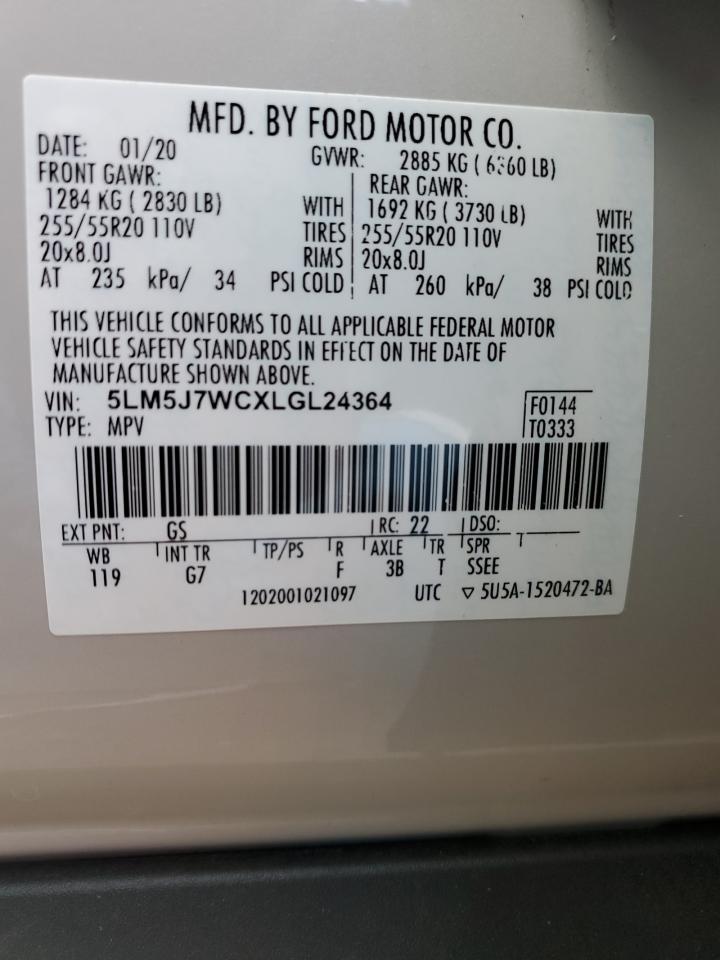 MFD. BY FORD MOTOR CO.
DATE: 01/20 GVWR: 2885 KG ( 6360 LB)
FRONT GAWR: REAR GAWR:
1284 KG ( 2830 LB) WITH 1692 KG ( 3730 LB) WITH
255/55R20 110V TIRES 255/55R20 110V TIRES
20x8.0J RIMS 20x8.0J RIMS
AT 235 kPa/ 34 PSI COLD AT 260 kPa/ 38 PSI COLD
THIS VEHICLE CONFORMS TO ALL APPLICABLE FEDERAL MOTOR
VEHICLE SAFETY STANDARDS IN EFFECT ON THE DATE OF
MANUFACTURE SHOWN ABOVE.
VIN: 5LM5J7WCXLGL24364 F0144
TYPE: MPV T0333
EXT PNT: GS RC: 22 DSO:
WB INT TR TP/PS R AXLE TR SPR
119 G7 F 3B T SSEE
1202001021097 UTC ▽ 5U5A-1520472-BA